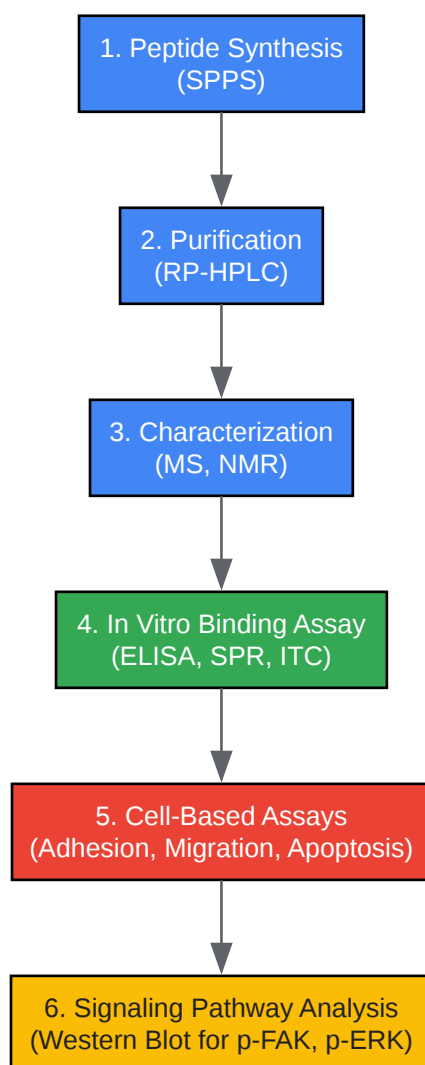 1. Peptide Synthesis
(SPPS)
2. Purification
(RP-HPLC)
3. Characterization
(MS, NMR)
4. In Vitro Binding Assay
(ELISA, SPR, ITC)
5. Cell-Based Assays
(Adhesion, Migration, Apoptosis)
6. Signaling Pathway Analysis
(Western Blot for p-FAK, p-ERK)